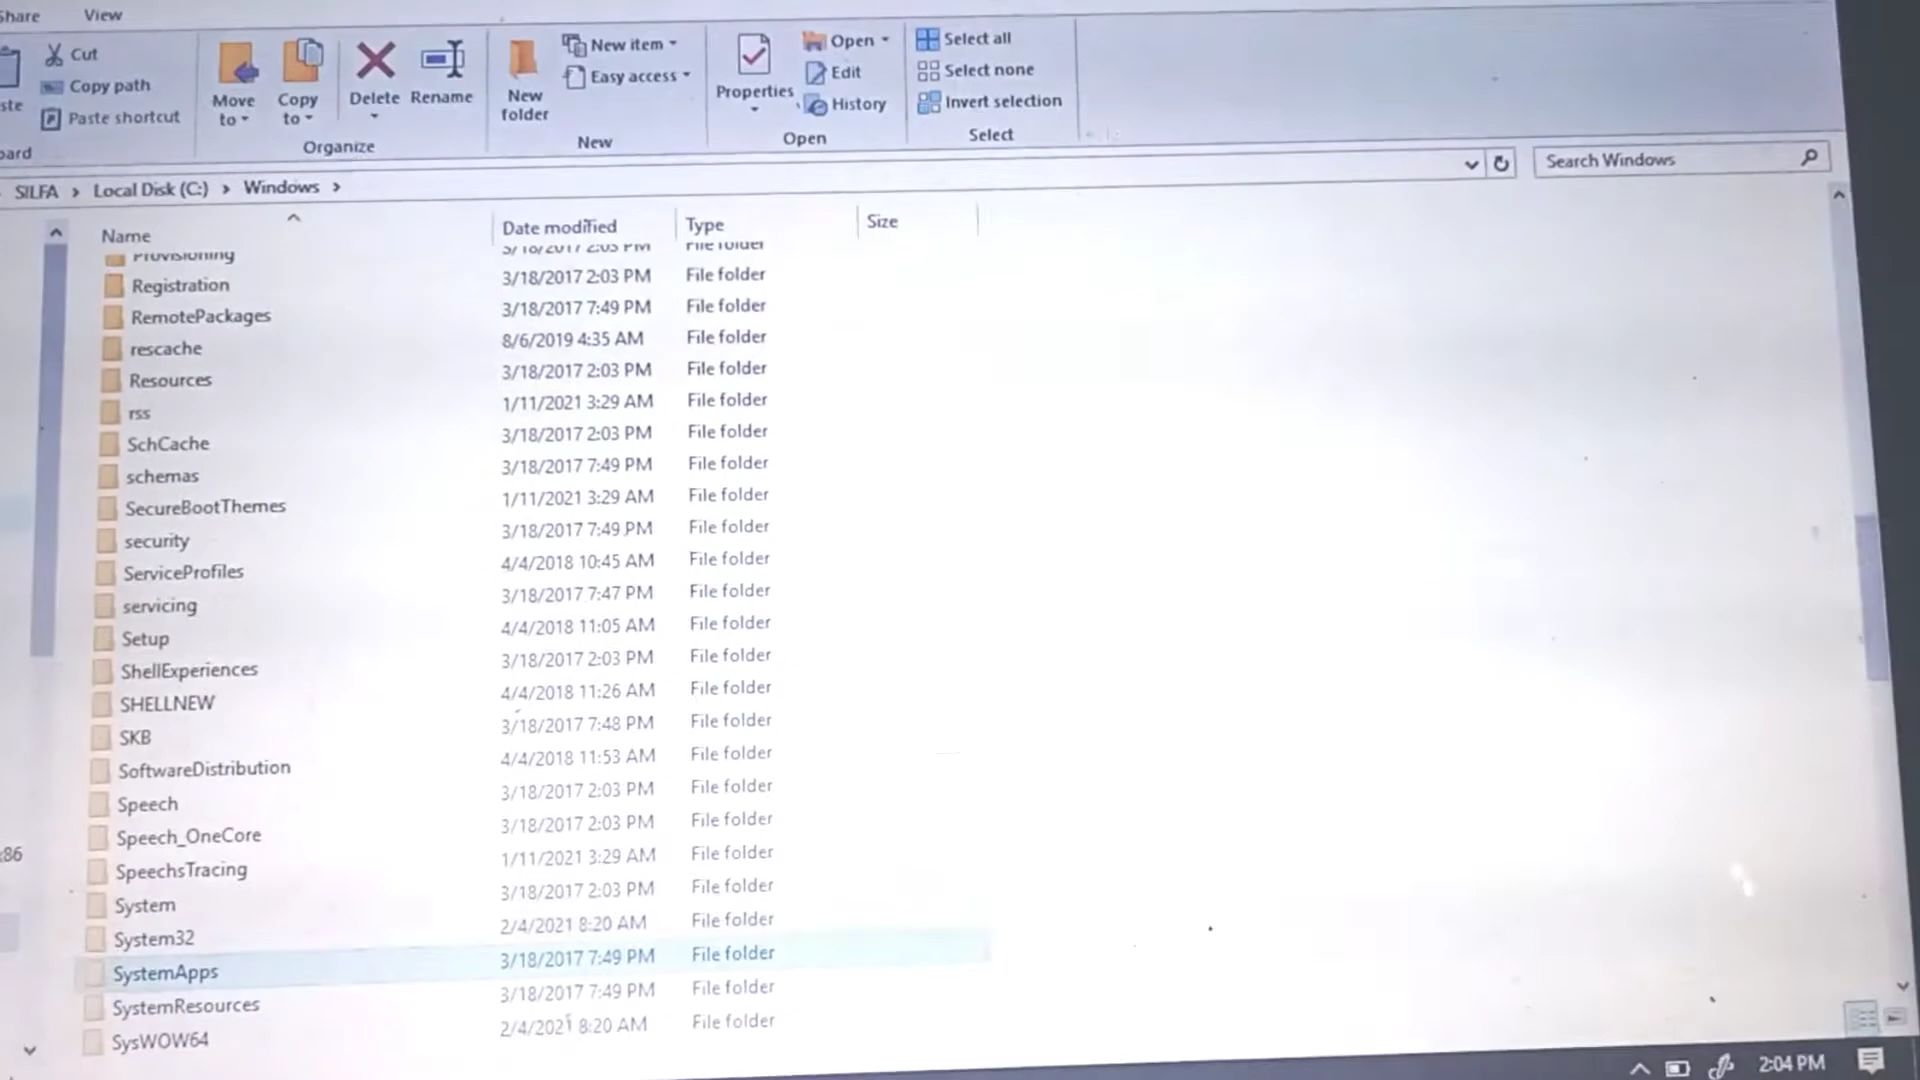 Share View
Cut
Copy path
Paste shortcut
Move to
Copy to
Delete
Rename
Organize
New folder
New item
Easy access
New
Properties
Open
Edit
History
Open
Select all
Select none
Invert selection
Select
SILFA > Local Disk (C:) > Windows >
Search Windows
Name Date modified Type Size
Provisioning 3/18/2017 2:03 PM File folder
Registration 3/18/2017 2:03 PM File folder
RemotePackages 3/18/2017 7:49 PM File folder
rescache 8/6/2019 4:35 AM File folder
Resources 3/18/2017 2:03 PM File folder
rss 1/11/2021 3:29 AM File folder
SchCache 3/18/2017 2:03 PM File folder
schemas 3/18/2017 7:49 PM File folder
SecureBootThemes 1/11/2021 3:29 AM File folder
security 3/18/2017 7:49 PM File folder
ServiceProfiles 4/4/2018 10:45 AM File folder
servicing 3/18/2017 7:47 PM File folder
Setup 4/4/2018 11:05 AM File folder
ShellExperiences 3/18/2017 2:03 PM File folder
SHELLNEW 4/4/2018 11:26 AM File folder
SKB 3/18/2017 7:48 PM File folder
SoftwareDistribution 4/4/2018 11:53 AM File folder
Speech 3/18/2017 2:03 PM File folder
Speech_OneCore 3/18/2017 2:03 PM File folder
SpeechsTracing 1/11/2021 3:29 AM File folder
System 3/18/2017 2:03 PM File folder
System32 2/4/2021 8:20 AM File folder
SystemApps 3/18/2017 7:49 PM File folder
SystemResources 3/18/2017 7:49 PM File folder
SysWOW64 2/4/2021 8:20 AM File folder
2:04 PM